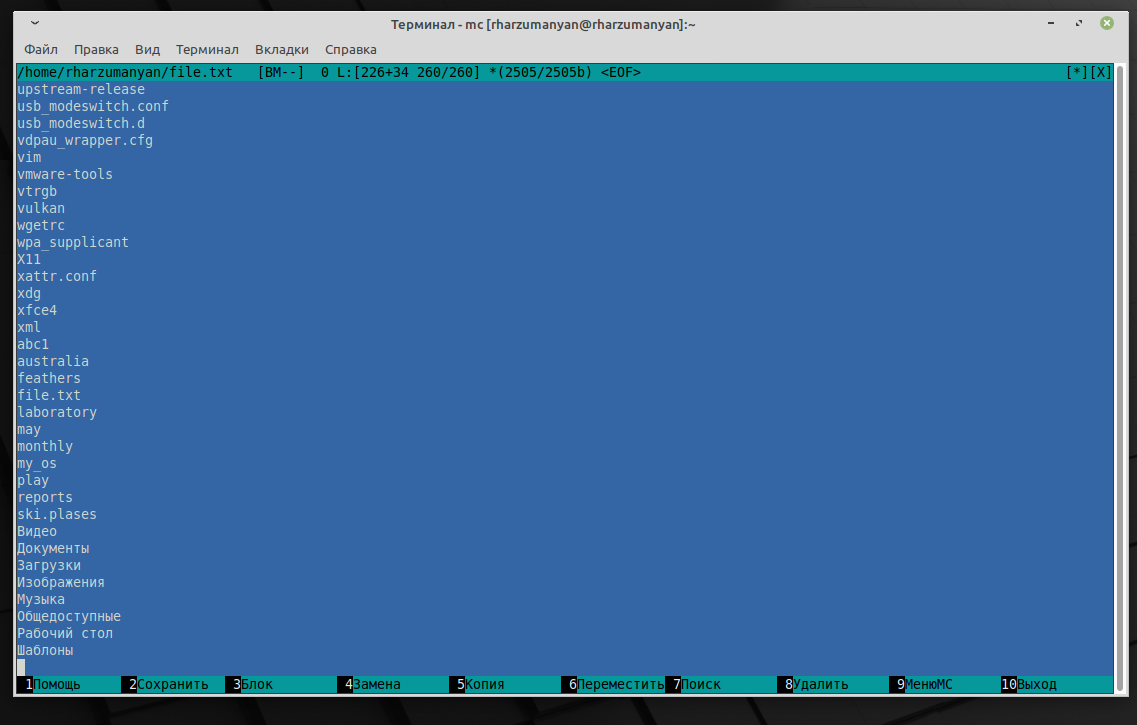 Терминал - mc [rharzumanyan@rharzumanyan]:~
Файл Правка Вид Терминал Вкладки Справка
/home/rharzumanyan/file.txt [BM--] 0 L:[226+34 260/260] *(2505/2505b) <EOF> [*][X]
upstream-release
usb_modeswitch.conf
usb_modeswitch.d
vdpau_wrapper.cfg
vim
vmware-tools
vtrgb
vulkan
wgetrc
wpa_supplicant
X11
xattr.conf
xdg
xfce4
xml
abc1
australia
feathers
file.txt
laboratory
may
monthly
my_os
play
reports
ski.plases
Видео
Документы
Загрузки
Изображения
Музыка
Общедоступные
Рабочий стол
Шаблоны
1Помощь 2Сохранить 3Блок 4Замена 5Копия 6Переместить 7Поиск 8Удалить 9МенюMC 10Выход